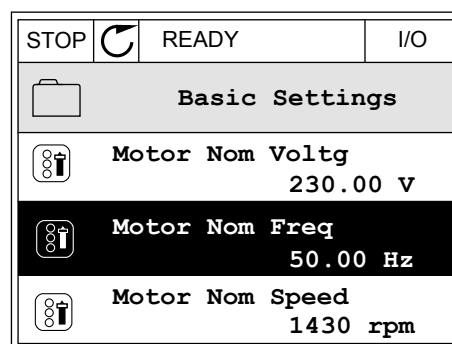 STOP READY I/O
Basic Settings
Motor Nom Voltg
230.00 V
Motor Nom Freq
50.00 Hz
Motor Nom Speed
1430 rpm